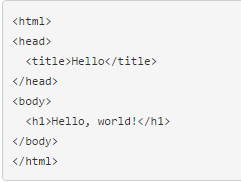 <html>
<head>
  <title>Hello</title>
</head>
<body>
  <h1>Hello, world!</h1>
</body>
</html>